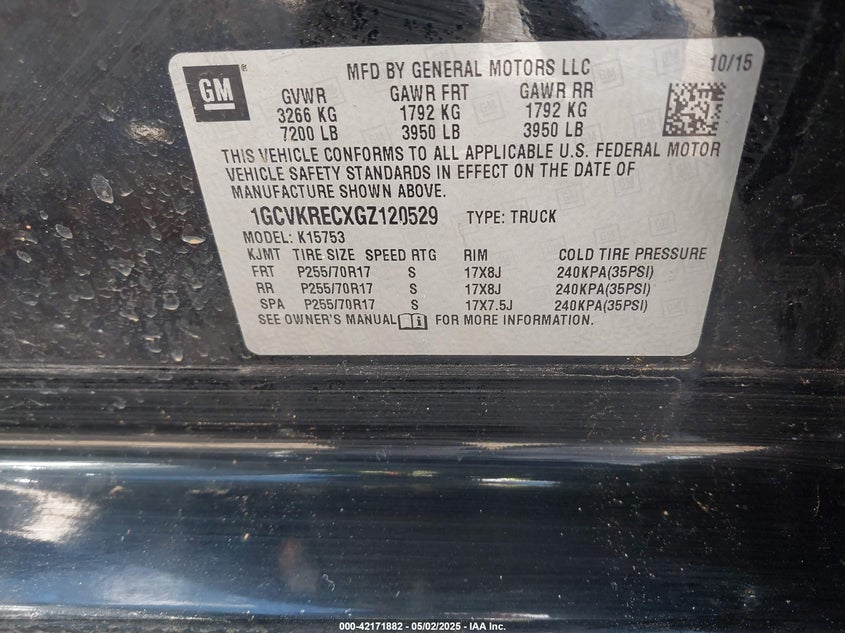 GM
MFD BY GENERAL MOTORS LLC 10/15
GVWR GAWR FRT GAWR RR
3266 KG 1792 KG 1792 KG
7200 LB 3950 LB 3950 LB
THIS VEHICLE CONFORMS TO ALL APPLICABLE U.S. FEDERAL MOTOR
VEHICLE SAFETY STANDARDS IN EFFECT ON THE DATE OF
MANUFACTURE SHOWN ABOVE.
1GCVKRECXGZ120529 TYPE: TRUCK
MODEL: K15753
KJMT TIRE SIZE SPEED RTG RIM COLD TIRE PRESSURE
FRT P255/70R17 S 17X8J 240KPA(35PSI)
RR P255/70R17 S 17X8J 240KPA(35PSI)
SPA P255/70R17 S 17X7.5J 240KPA(35PSI)
SEE OWNER'S MANUAL FOR MORE INFORMATION.
000-42171882 - 05/02/2025 - IAA Inc.